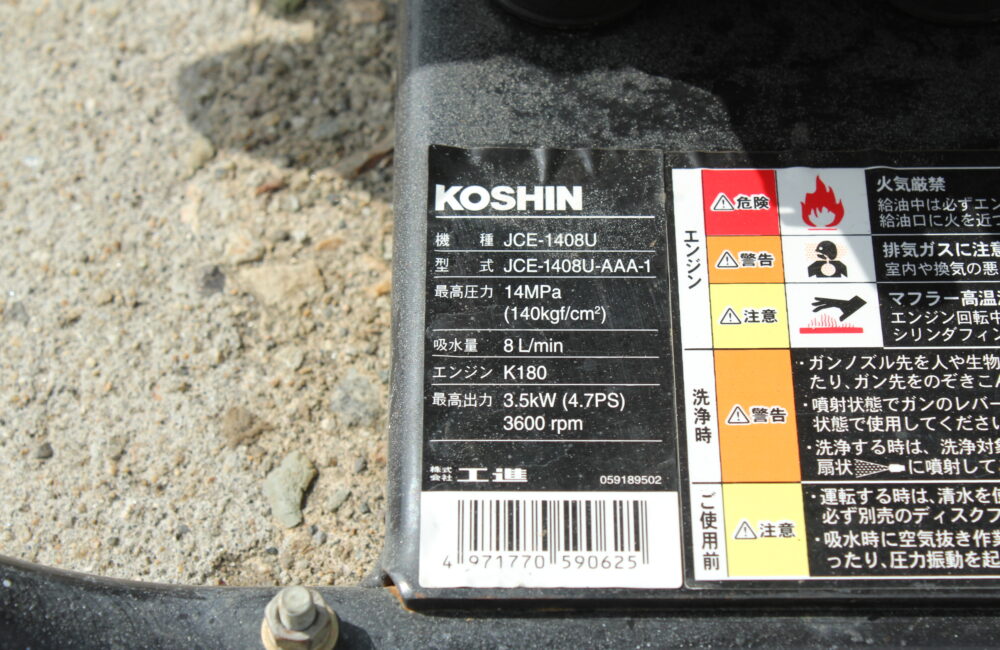 KOSHIN
機種 JCE-1408U
型式 JCE-1408U-AAA-1
最高圧力 14MPa
(140kgf/cm²)
吸水量 8 L/min
エンジン K180
最高出力 3.5kW (4.7PS)
3600 rpm
株式会社 工進 059189502
4 971770 590625
エンジン
危険
火気厳禁
給油中は必ずエン
給油口に火を近
警告
排気ガスに注意
室内や換気の悪
注意
マフラー高温
エンジン回転中
シリンダフィン
洗浄時
警告
・ガンノズル先を人や生物
たり、ガン先をのぞきこ
・噴射状態でガンのレバー
状態で使用してください
・洗浄する時は、洗浄対象
扇状に噴射して
ご使用前
注意
・運転する時は、清水を
必ず別売のディスクフ
・吸水時に空気抜き作業
ったり、圧力振動を起